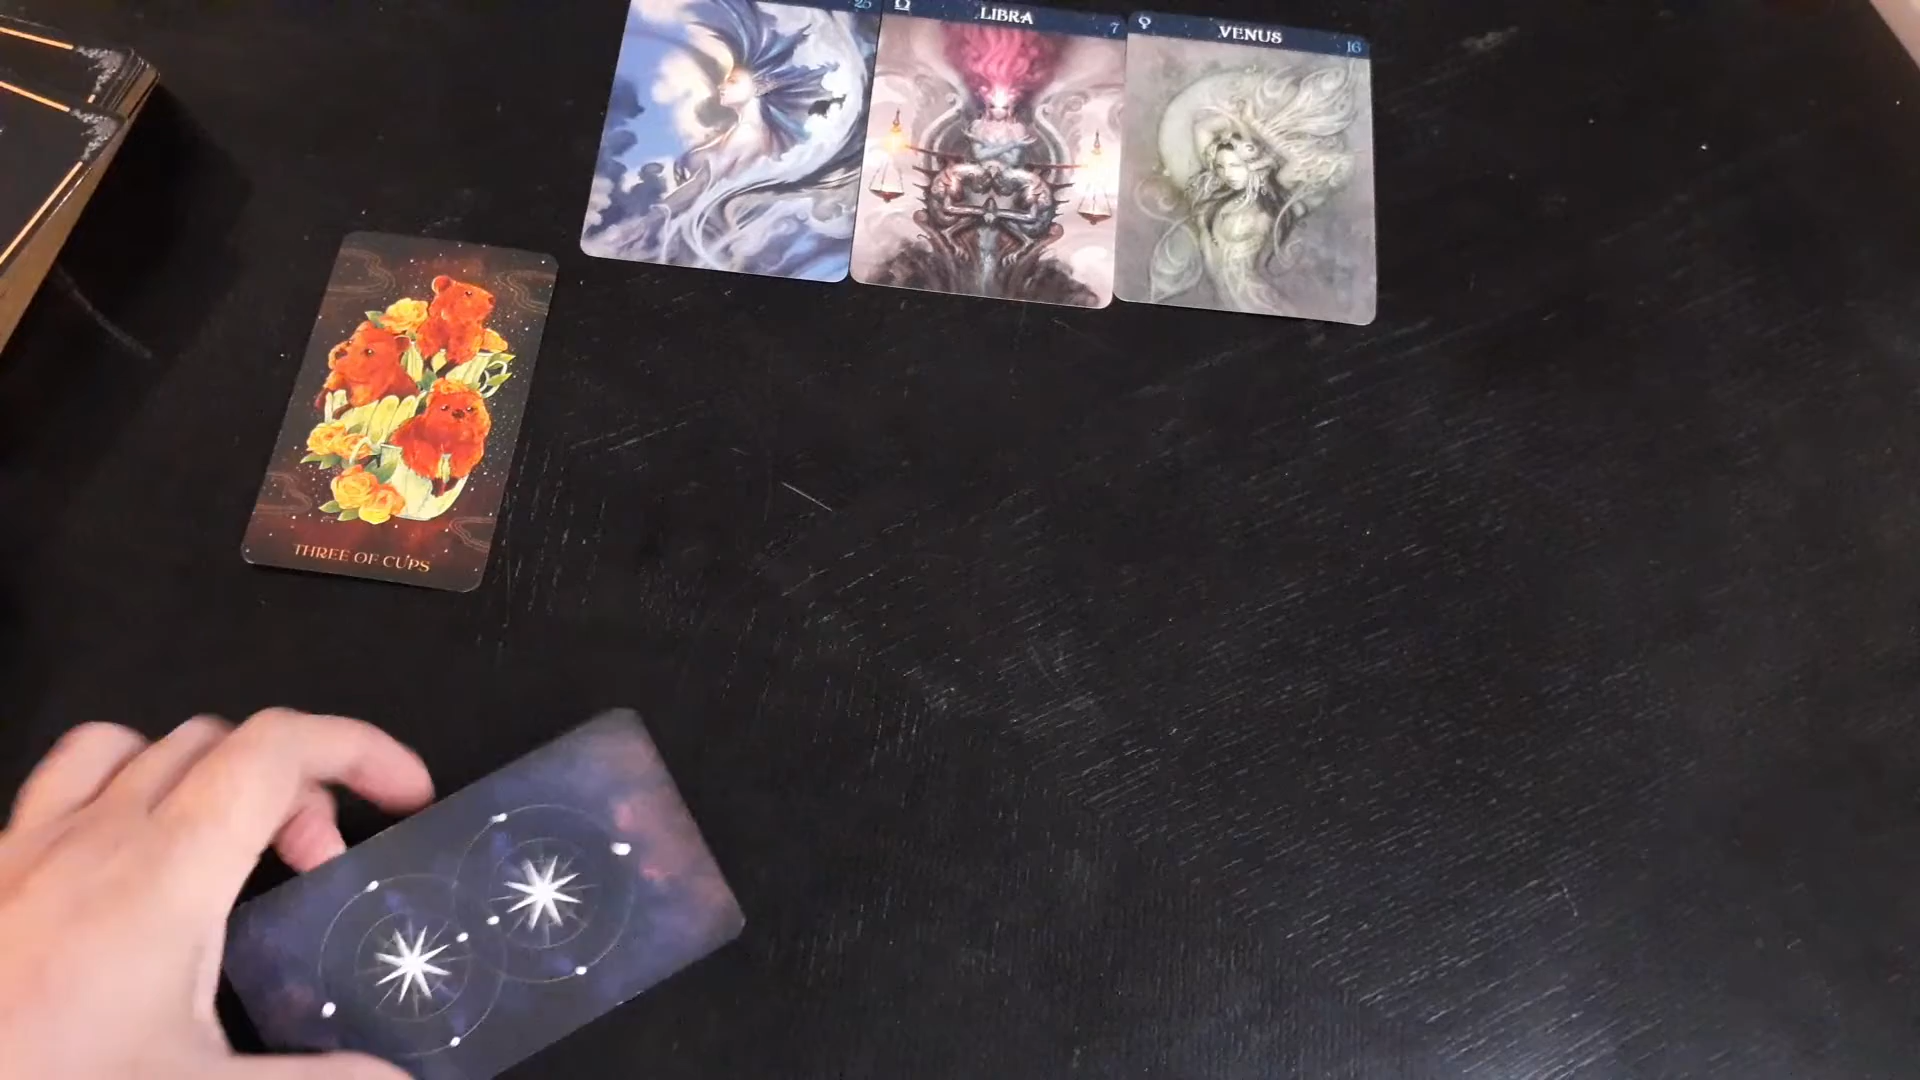 25
♎ LIBRA 7
♀ VENUS 16
THREE OF CUPS